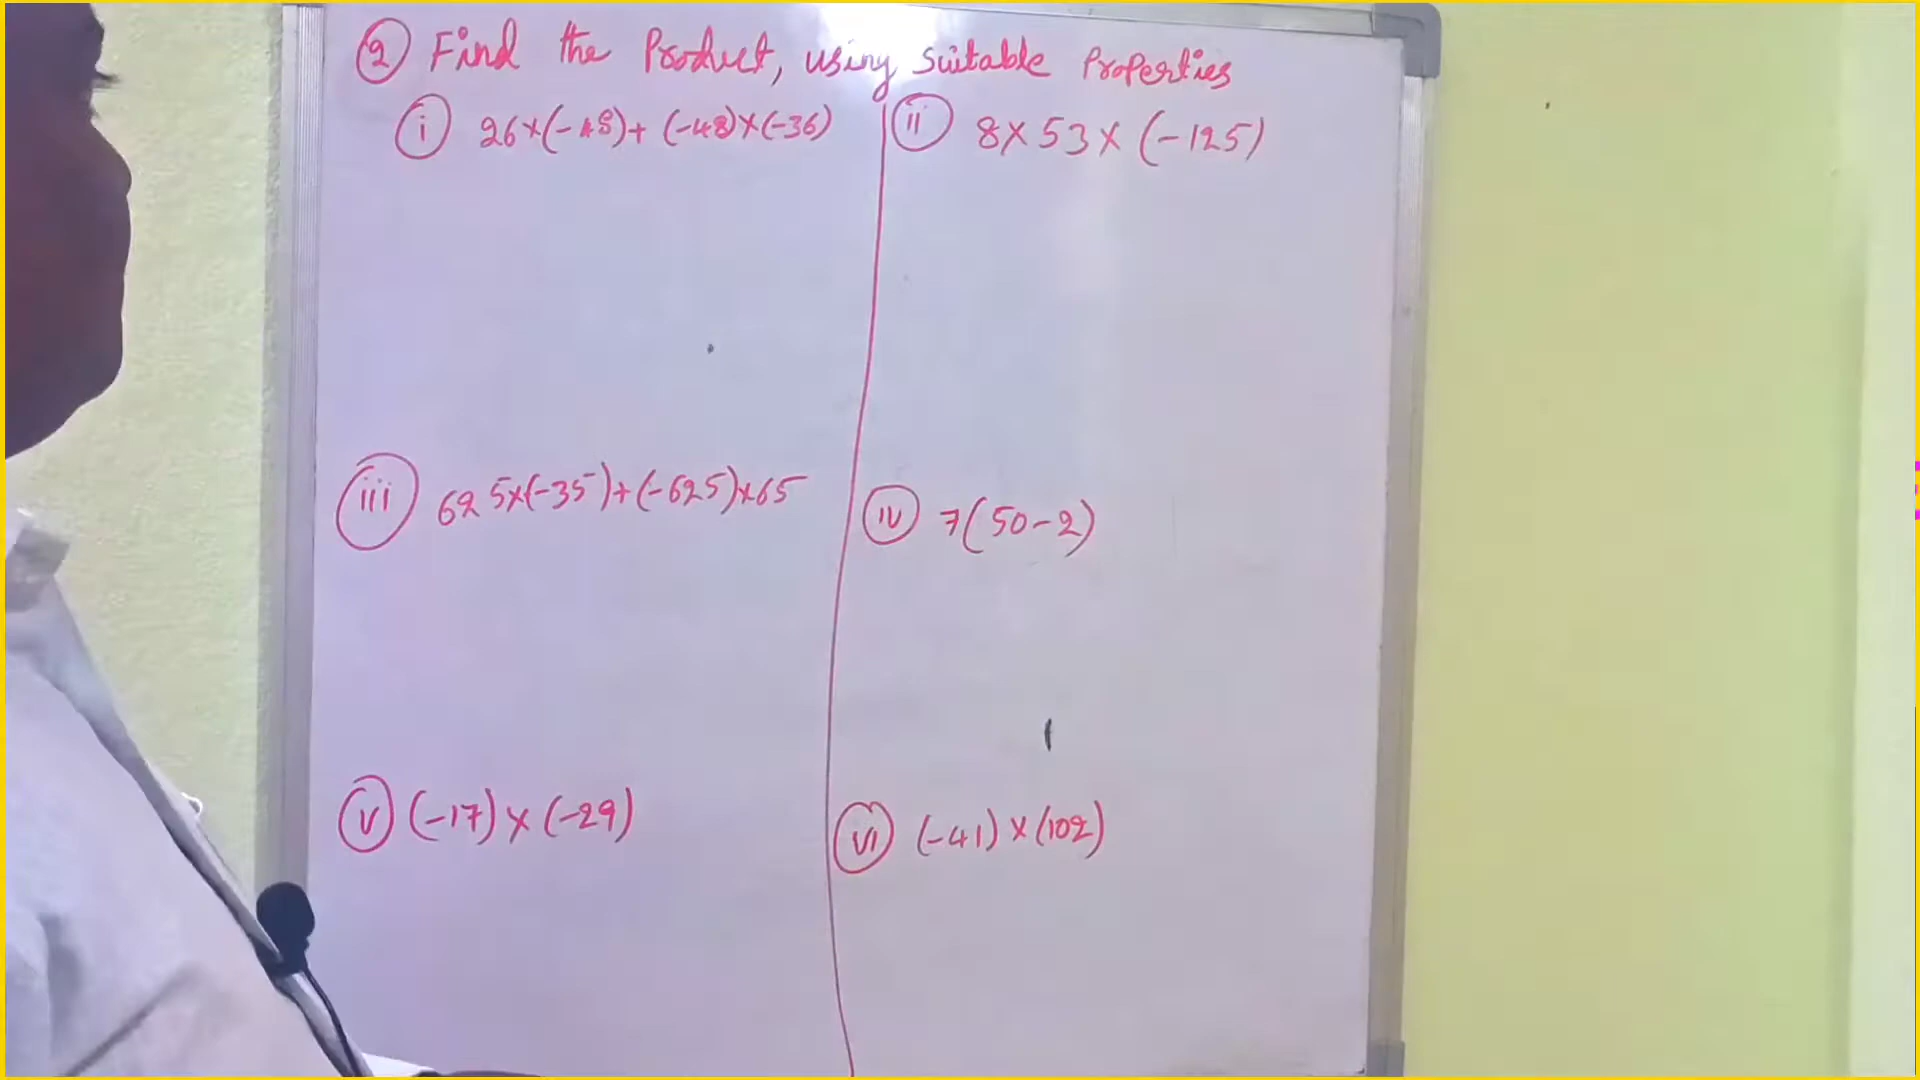 2 Find the Product, using Suitable Properties
i 26×(-48)+(-48)×(-36)
ii 8×53×(-125)
iii 625×(-35)+(-625)×65
iv 7(50-2)
v (-17)×(-29)
vi (-41)×(102)